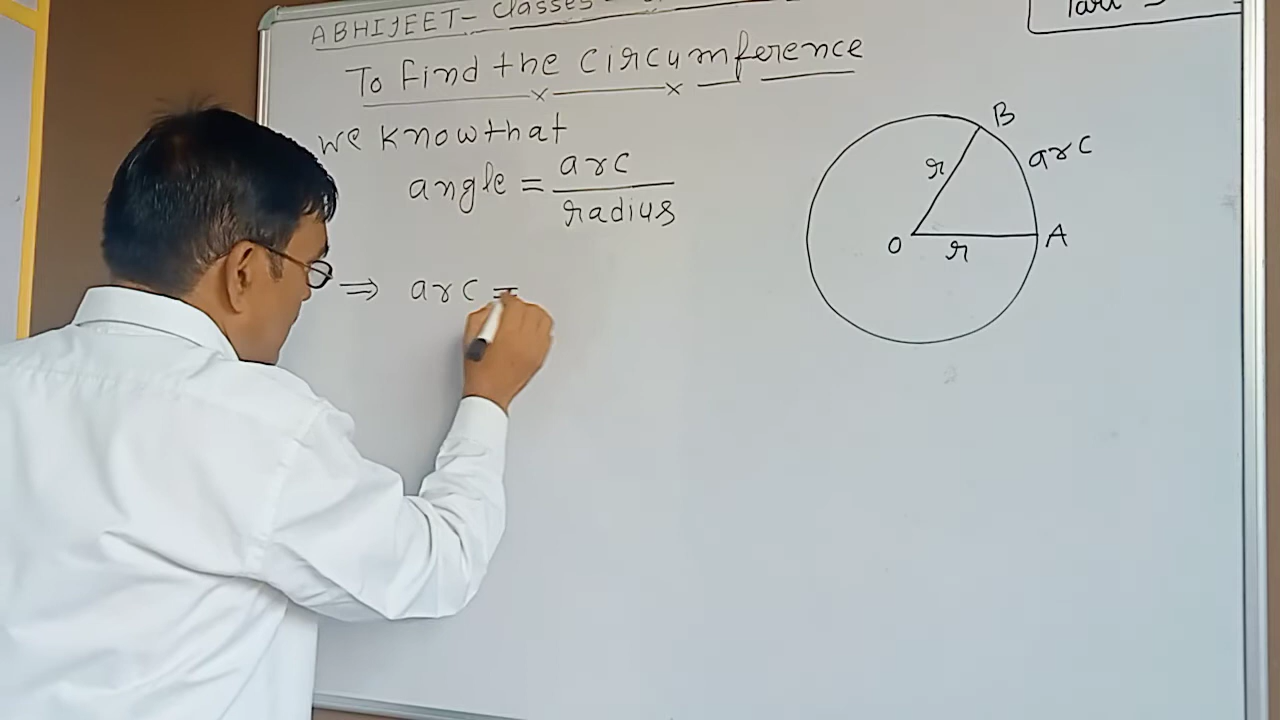 ABHIJEET- Classes-
To find the circumference
we know that
angle = arc
radius
⇒ arc =
B
arc
r
O
r
A